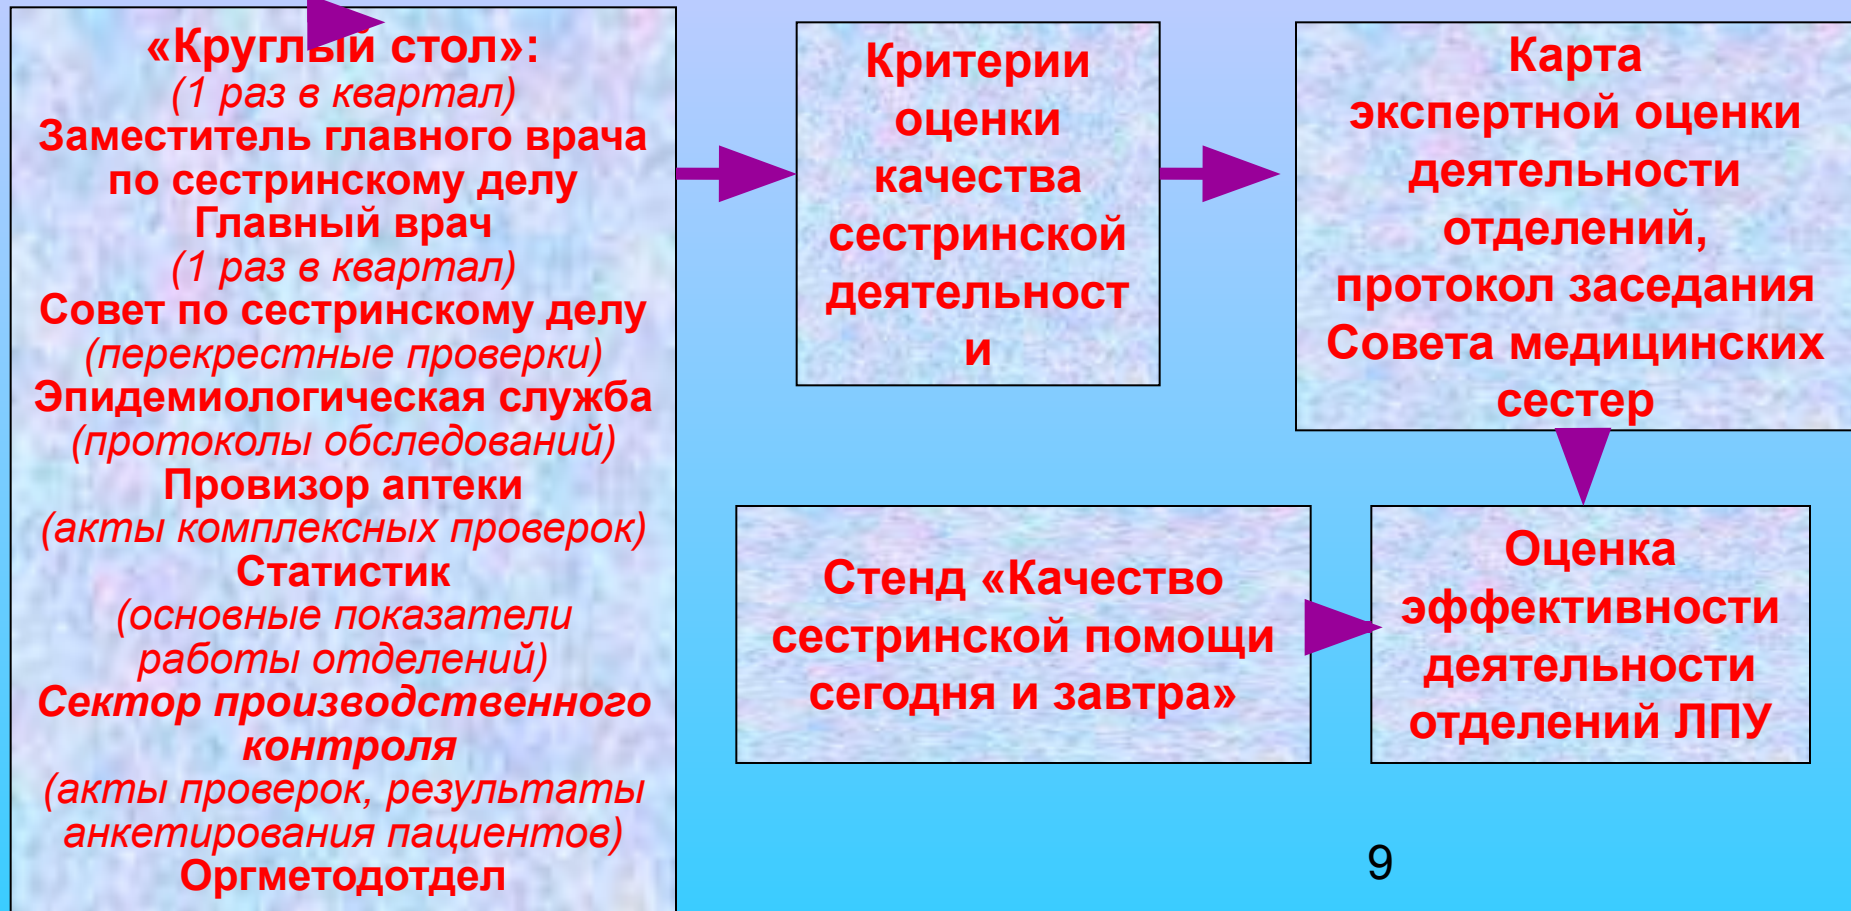 «Круглый стол»:
(1 раз в квартал)
Заместитель главного врача
по сестринскому делу
Главный врач
(1 раз в квартал)
Совет по сестринскому делу
(перекрестные проверки)
Эпидемиологическая служба
(протоколы обследований)
Провизор аптеки
(акты комплексных проверок)
Статистик
(основные показатели
работы отделений)
Сектор производственного
контроля
(акты проверок, результаты
анкетирования пациентов)
Оргметодотдел
Критерии
оценки
качества
сестринской
деятельност
и
Карта
экспертной оценки
деятельности
отделений,
протокол заседания
Совета медицинских
сестер
Стенд «Качество
сестринской помощи
сегодня и завтра»
Оценка
эффективности
деятельности
отделений ЛПУ
9